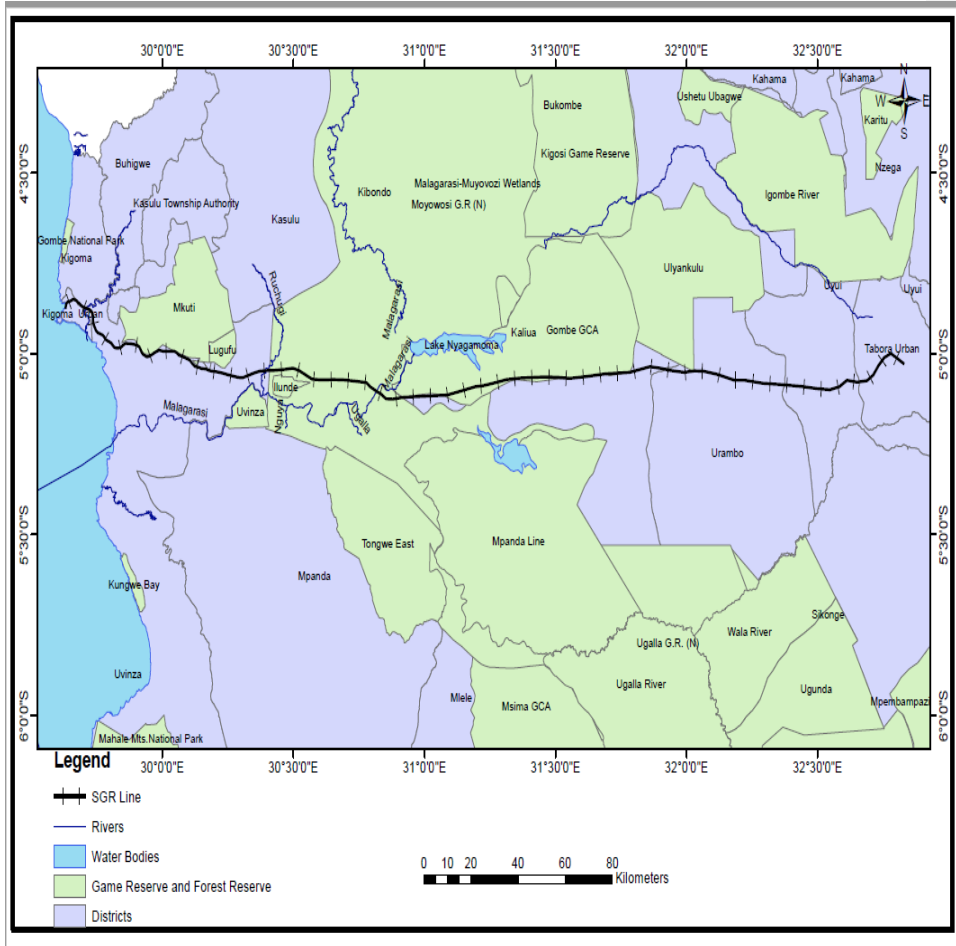 30°0'0"E 30°30'0"E 31°0'0"E 31°30'0"E 32°0'0"E 32°30'0"E
N
W E
S
4°30'0"S
5°0'0"S
5°30'0"S
6°0'0"S
4°30'0"S
5°0'0"S
5°30'0"S
6°0'0"S
Kahama
Kahama
Ushetu Ubagwe
Bukombe
Karitu
Buhigwe
Kigosi Game Reserve
Nzega
Kibondo
Malagarasi-Muyovozi Wetlands
Igombe River
Kasulu Township Authority
Moyowosi G.R (N)
Kasulu
Gombe National Park
Kigoma
Ulyankulu
Ruchugi
Uyui
Uyui
Mkuti
Malagarasi
Kigoma Urban
Kaliua
Gombe GCA
Lugufu
Lake Nyagamoma
Tabora Urban
Malagarasi
Ilunde
Malagarasi
Uvinza
Nguya
Ugalla
Urambo
Tongwe East
Mpanda Line
Mpanda
Kungwe Bay
Sikonge
Wala River
Ugalla G.R. (N)
Uvinza
Ugalla River
Ugunda
Mlele
Msima GCA
Mpembampazi
Mahale Mts.National Park
30°0'0"E 30°30'0"E 31°0'0"E 31°30'0"E 32°0'0"E 32°30'0"E
Legend
SGR Line
Rivers
Water Bodies
Game Reserve and Forest Reserve
Districts
0 10 20 40 60 80
Kilometers